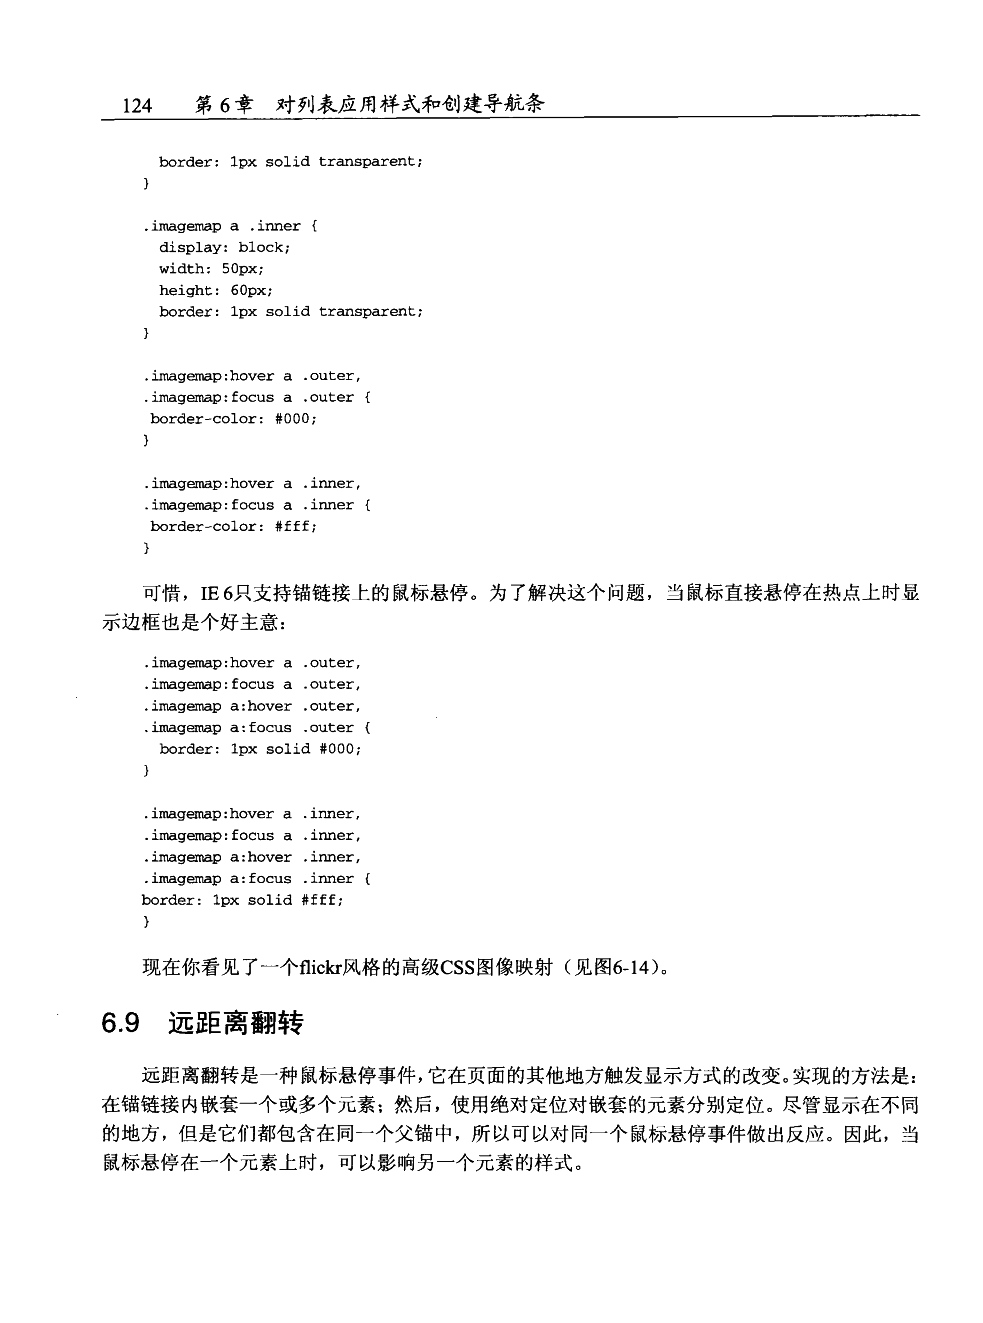 124 第6章 对列表应用样式和创建导航条
border: 1px solid transparent;
}
.imagemap a .inner {
display: block;
width: 50px;
height: 60px;
border: 1px solid transparent;
}
.imagemap:hover a .outer,
.imagemap:focus a .outer {
border-color: #000;
}
.imagemap:hover a .inner,
.imagemap:focus a .inner {
border-color: #fff;
}
可惜，IE 6只支持锚链接上的鼠标悬停。为了解决这个问题，当鼠标直接悬停在热点上时显
示边框也是个好主意：
.imagemap:hover a .outer,
.imagemap:focus a .outer,
.imagemap a:hover .outer,
.imagemap a:focus .outer {
border: 1px solid #000;
}
.imagemap:hover a .inner,
.imagemap:focus a .inner,
.imagemap a:hover .inner,
.imagemap a:focus .inner {
border: 1px solid #fff;
}
现在你看见了一个flickr风格的高级CSS图像映射（见图6-14）。
6.9 远距离翻转
远距离翻转是一种鼠标悬停事件，它在页面的其他地方触发显示方式的改变。实现的方法是：
在锚链接内嵌套一个或多个元素；然后，使用绝对定位对嵌套的元素分别定位。尽管显示在不同
的地方，但是它们都包含在同一个父锚中，所以可以对同一个鼠标悬停事件做出反应。因此，当
鼠标悬停在一个元素上时，可以影响另一个元素的样式。